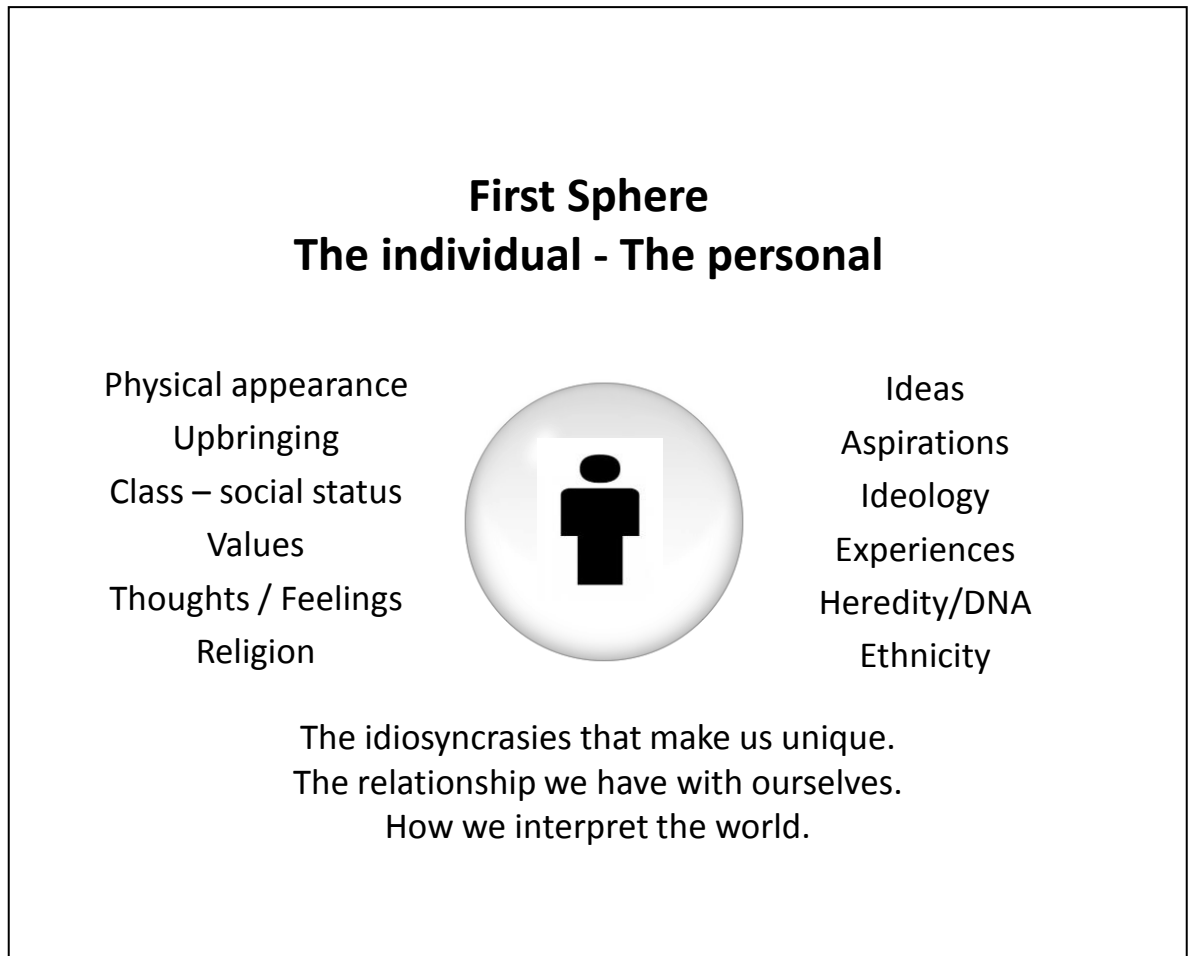 First Sphere
The individual - The personal
Physical appearance
Upbringing
Class – social status
Values
Thoughts / Feelings
Religion
Ideas
Aspirations
Ideology
Experiences
Heredity/DNA
Ethnicity
The idiosyncrasies that make us unique.
The relationship we have with ourselves.
How we interpret the world.